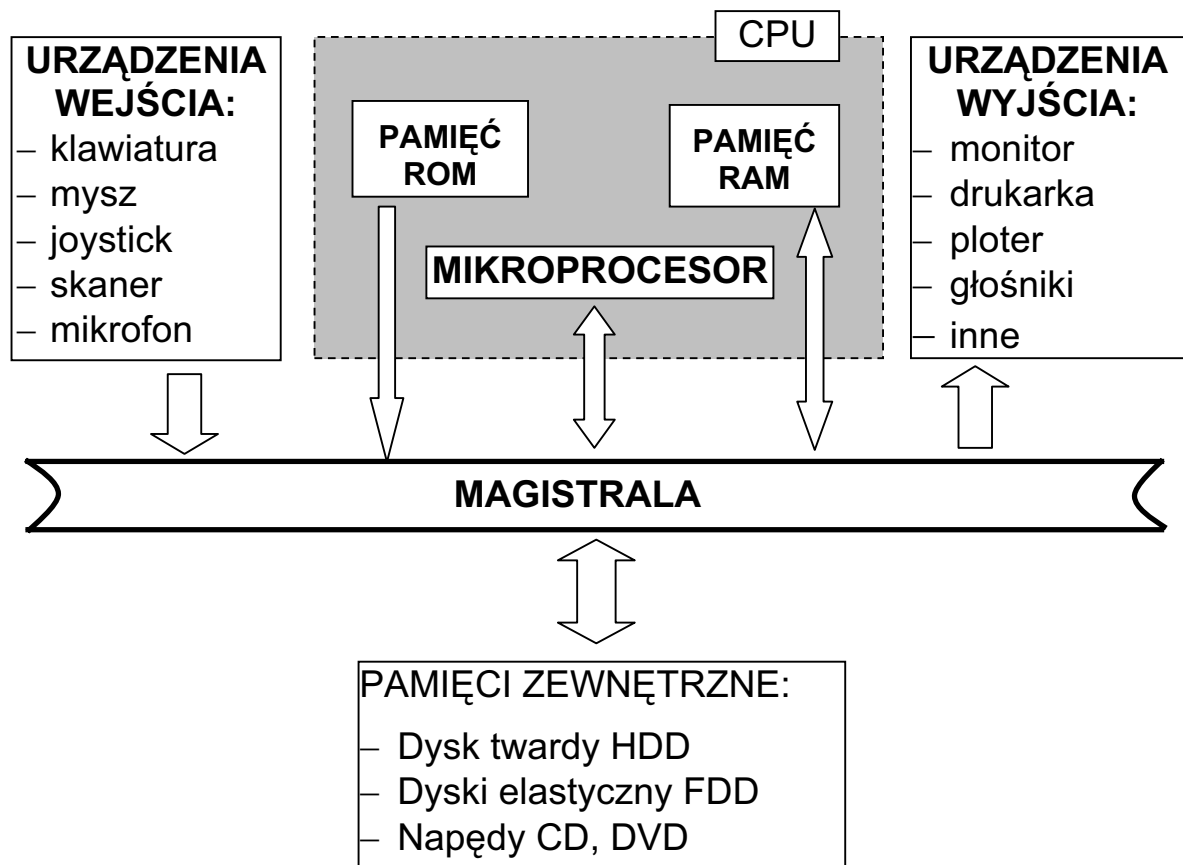 URZĄDZENIA
WEJŚCIA:
– klawiatura
– mysz
– joystick
– skaner
– mikrofon
CPU
PAMIĘĆ
ROM
PAMIĘĆ
RAM
MIKROPROCESOR
URZĄDZENIA
WYJŚCIA:
– monitor
– drukarka
– ploter
– głośniki
– inne
MAGISTRALA
PAMIĘCI ZEWNĘTRZNE:
– Dysk twardy HDD
– Dyski elastyczny FDD
– Napędy CD, DVD